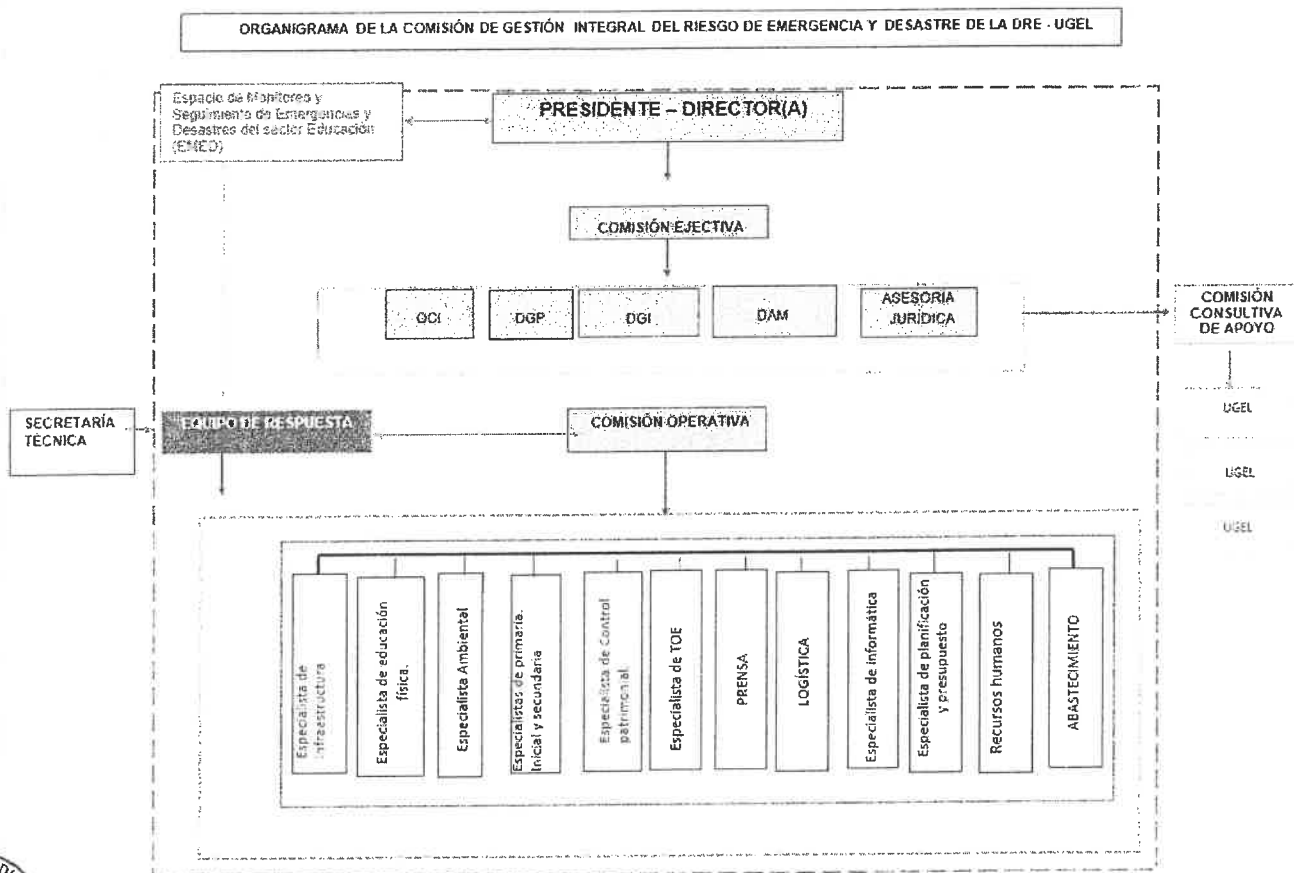 ORGANIGRAMA DE LA COMISIÓN DE GESTIÓN INTEGRAL DEL RIESGO DE EMERGENCIA Y DESASTRE DE LA DRE - UGEL
Espacio de Monitoreo y
Seguimiento de Emergencias y
Desastres del sector Educación
(EMED)
PRESIDENTE – DIRECTOR(A)
COMISIÓN EJECTIVA
OCI
DGP
DGI
DAM
ASESORIA
JURÍDICA
COMISIÓN
CONSULTIVA
DE APOYO
UGEL
UGEL
UGEL
SECRETARÍA
TÉCNICA
EQUIPO DE RESPUESTA
COMISIÓN OPERATIVA
Especialista de
Infraestructura
Especialista de educación
física.
Especialista Ambiental
Especialistas de primaria.
Inicial y secundaria
Especialista de Control
patrimonial.
Especialista de TOE
PRENSA
LOGÍSTICA
Especialista de informática
Especialista de planificación
y presupuesto
Recursos humanos
ABASTECIMIENTO